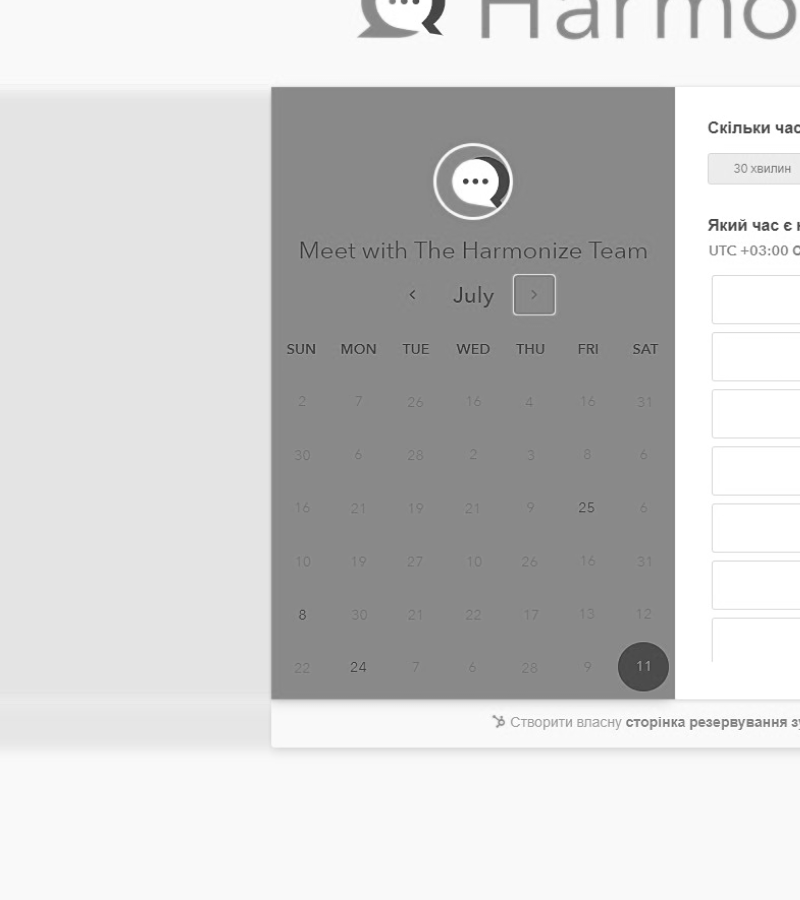 Harmo
Meet with The Harmonize Team
July
SUN MON TUE WED THU FRI SAT
2 7 26 16 4 16 31
30 6 28 2 3 8 6
16 21 19 21 9 25 6
10 19 27 10 26 16 31
8 30 21 22 17 13 12
22 24 7 6 28 9 11
Скільки час
30 хвилин
Який час є
UTC +03:00
Створити власну сторінка резервування